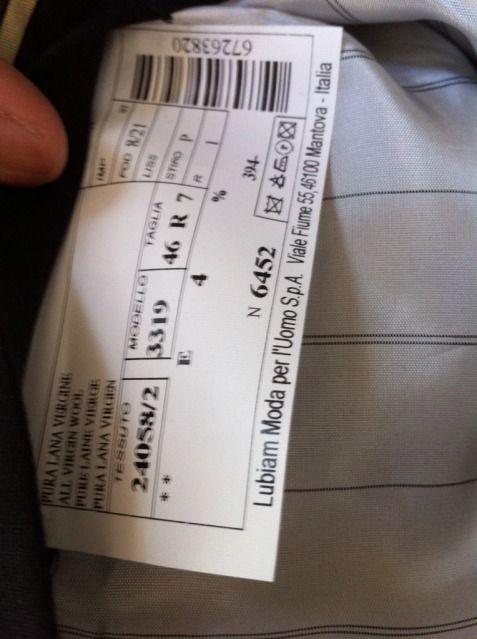 PURA LANA VERGINE
ALL VIRGIN WOOL
PURE LAINE VIERGE
PURA LANA VIRGEN
IMP
TESSUTO MODELLO TAGLIA LISS FOD 8/21
24058/2 3319 46 R 7 STIRO P
** E 4 R 1
%
67263820
N 6452 394-
Lubiam Moda per l'Uomo S.p.A. Viale Fiume 55, 46100 Mantova - Italia